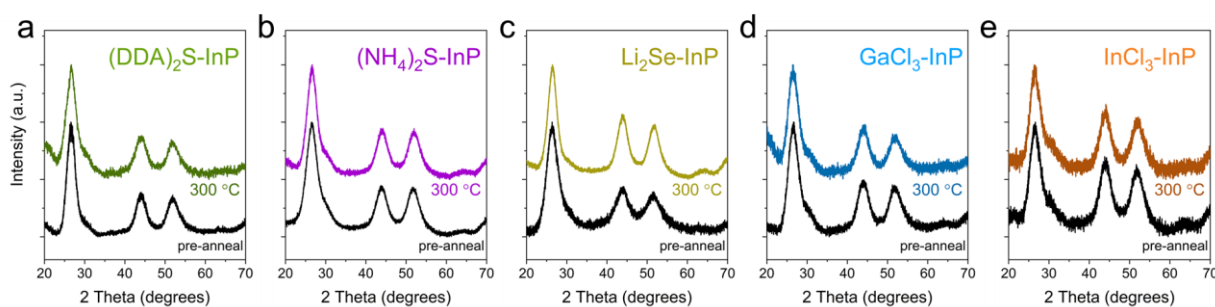 a
(DDA)₂S-InP
300 °C
pre-anneal
Intensity (a.u.)
20 30 40 50 60 70
2 Theta (degrees)
b
(NH₄)₂S-InP
300 °C
pre-anneal
20 30 40 50 60 70
2 Theta (degrees)
c
Li₂Se-InP
300 °C
pre-anneal
20 30 40 50 60 70
2 Theta (degrees)
d
GaCl₃-InP
300 °C
pre-anneal
20 30 40 50 60 70
2 Theta (degrees)
e
InCl₃-InP
300 °C
pre-anneal
20 30 40 50 60 70
2 Theta (degrees)